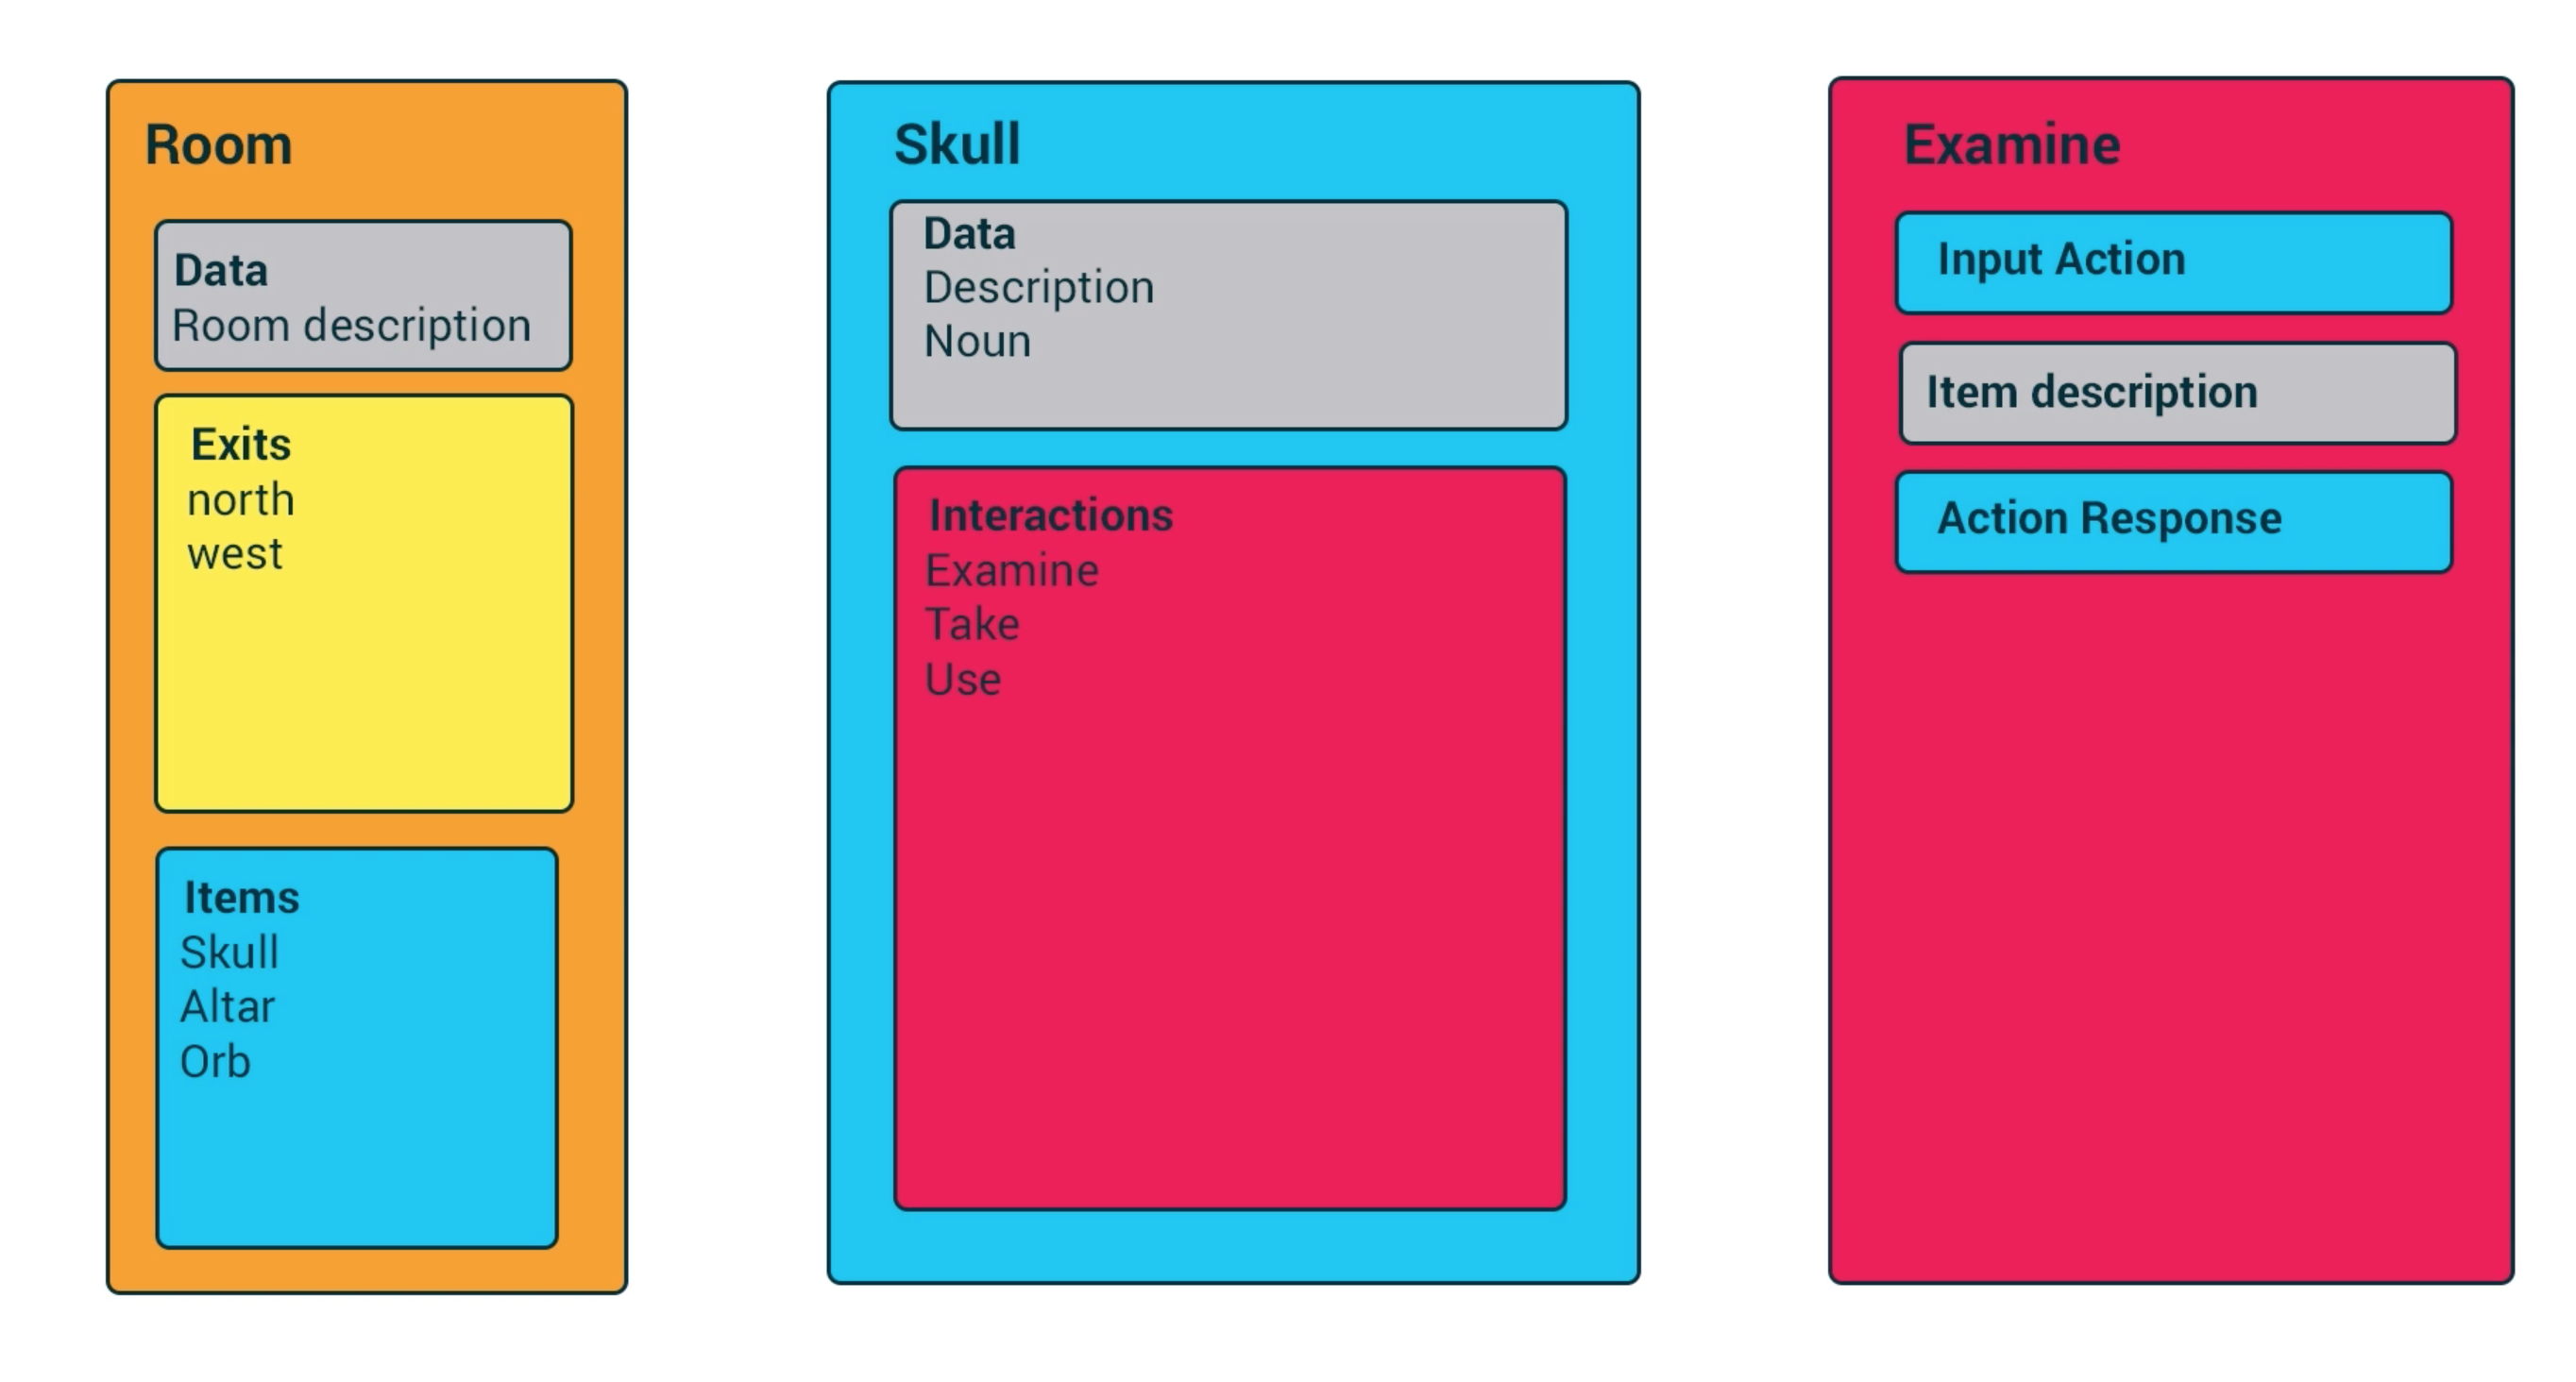 Room
Data
Room description
Exits
north
west
Items
Skull
Altar
Orb
Skull
Data
Description
Noun
Interactions
Examine
Take
Use
Examine
Input Action
Item description
Action Response